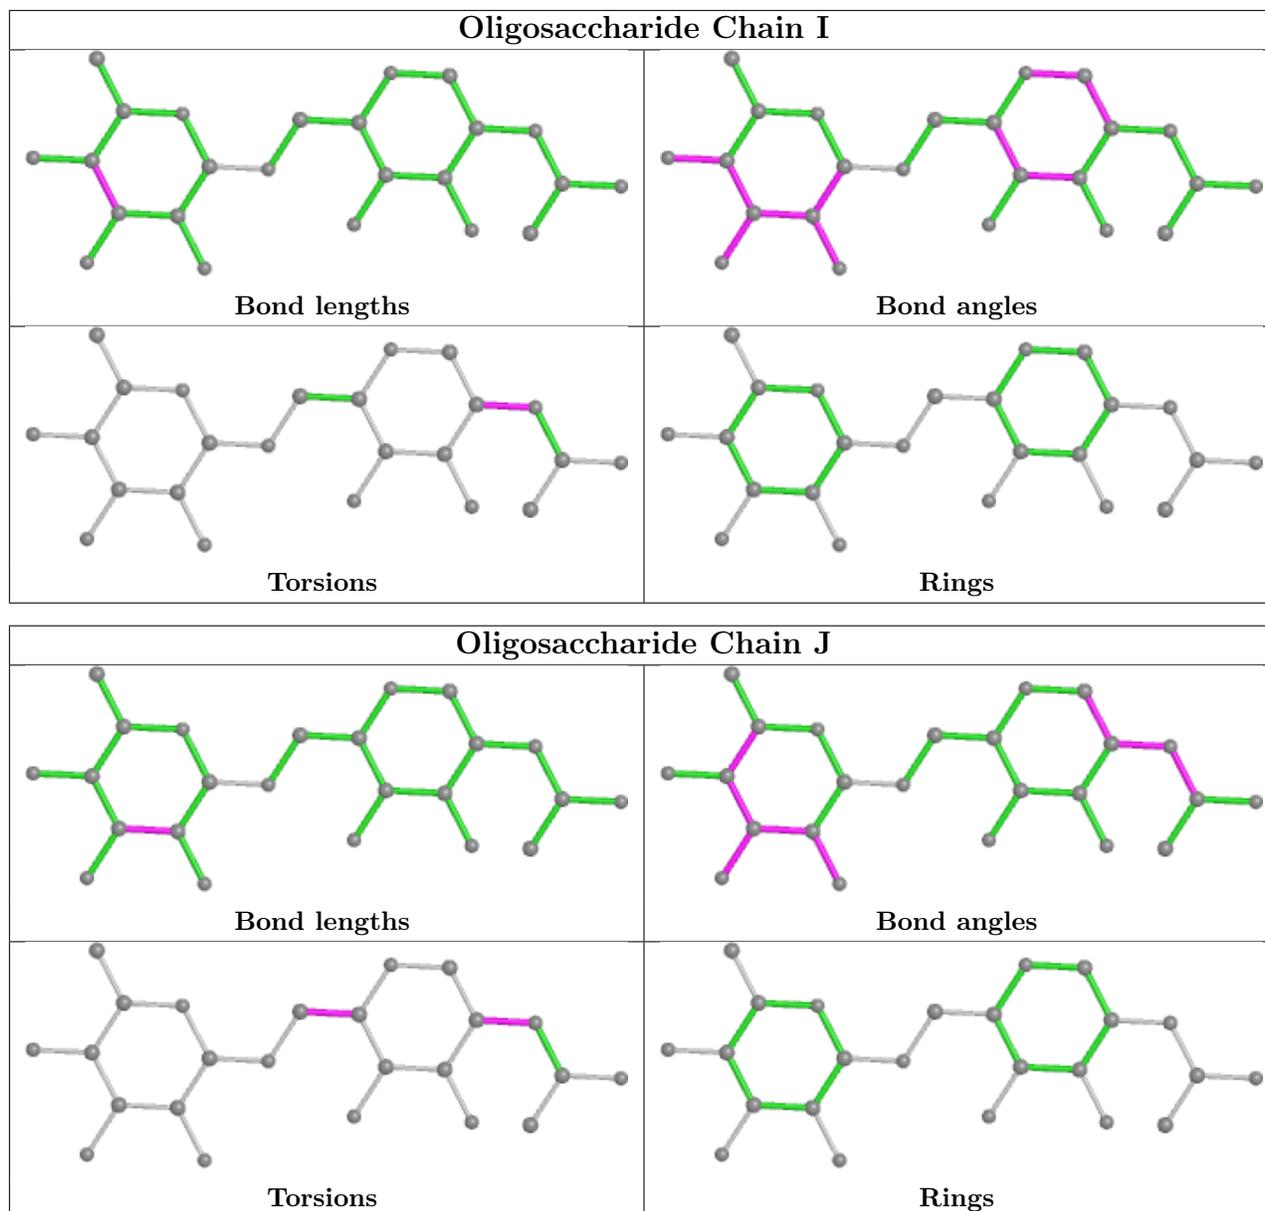 Oligosaccharide Chain I
Bond lengths
Bond angles
Torsions
Rings
Oligosaccharide Chain J
Bond lengths
Bond angles
Torsions
Rings